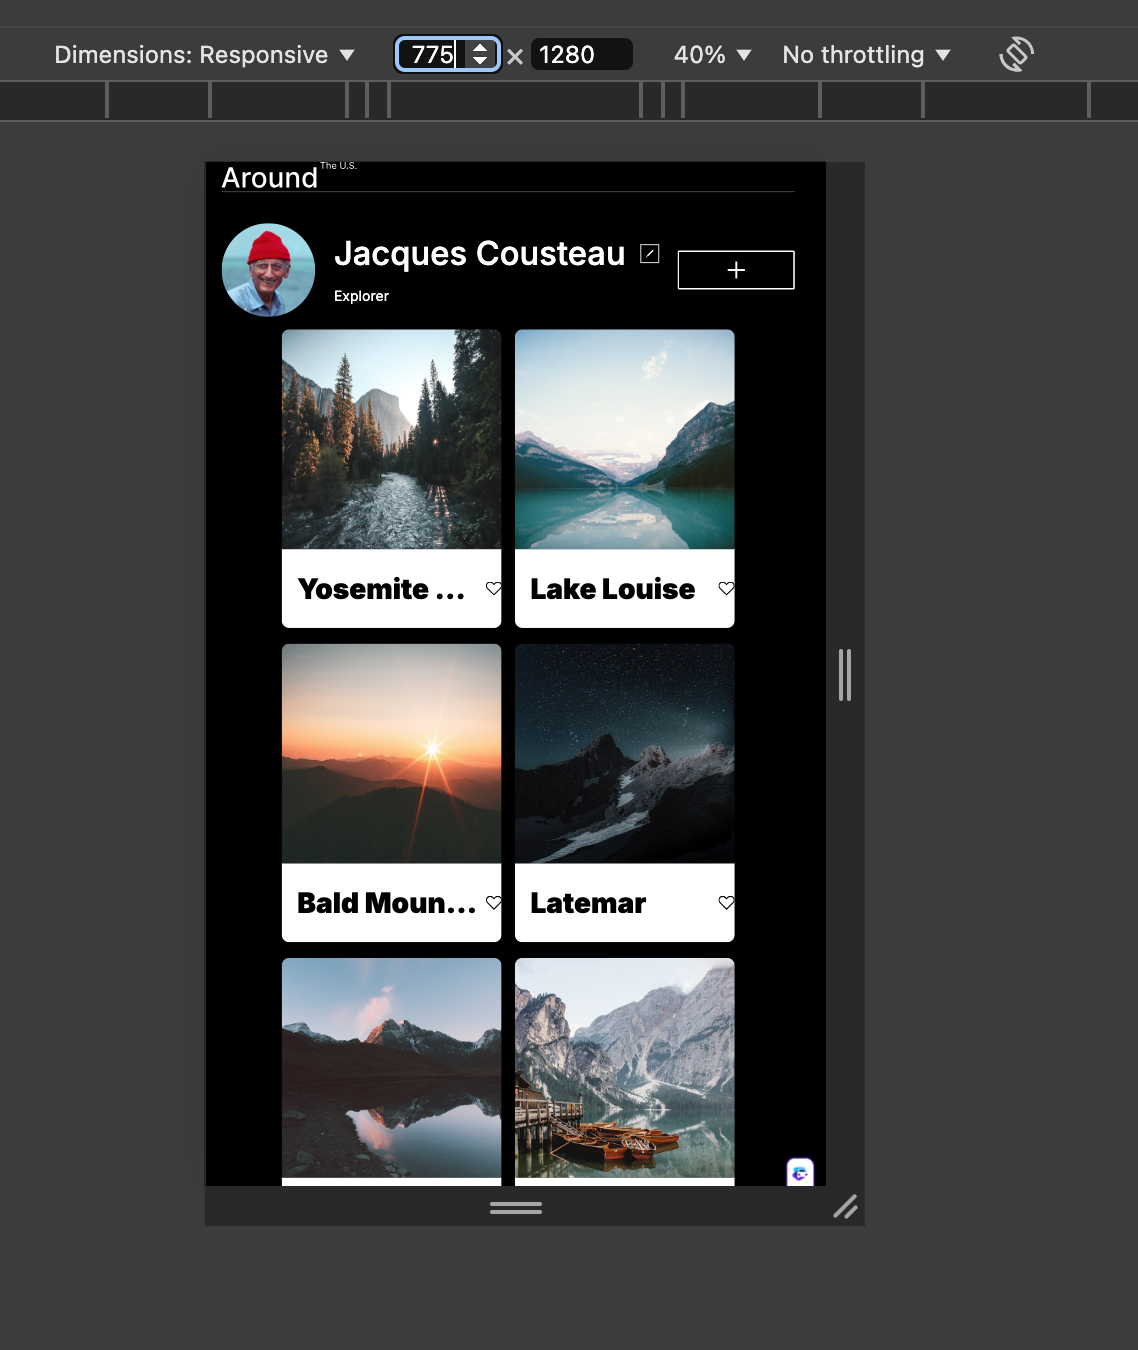 Dimensions: Responsive ▼ 775 × 1280 40% ▼ No throttling ▼
Around The U.S.
Jacques Cousteau
+
Explorer
Yosemite ... Lake Louise
Bald Moun... Latemar